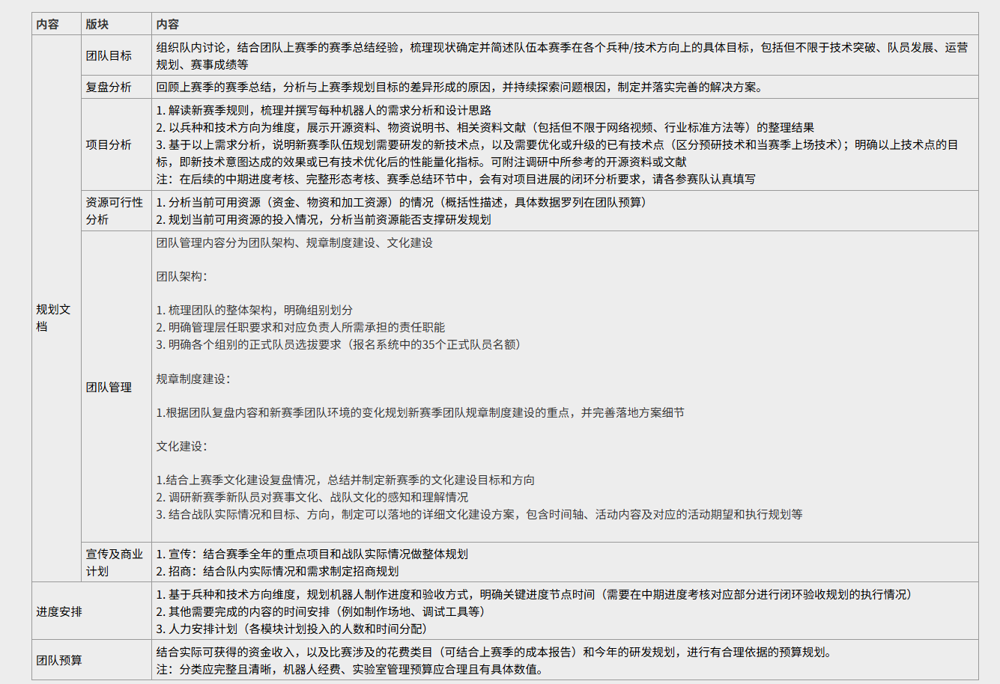 内容
版块
内容
规划文
档
团队目标
组织队内讨论，结合团队上赛季的赛季总结经验，梳理现状确定并简述队伍本赛季在各个兵种/技术方向上的具体目标，包括但不限于技术突破、队员发展、运营
规划、赛事成绩等
复盘分析
回顾上赛季的赛季总结，分析与上赛季规划目标的差异形成的原因，并持续探索问题根因，制定并落实完善的解决方案。
项目分析
1. 解读新赛季规则，梳理并撰写每种机器人的需求分析和设计思路
2. 以兵种和技术方向为维度，展示开源资料、物资说明书、相关资料文献（包括但不限于网络视频、行业标准方法等）的整理结果
3. 基于以上需求分析，说明新赛季队伍规划需要研发的新技术点，以及需要优化或升级的已有技术点（区分预研技术和当赛季上场技术）；明确以上技术点的目
标，即新技术意图达成的效果或已有技术优化后的性能量化指标。可附注调研中所参考的开源资料或文献
注：在后续的中期进度考核、完整形态考核、赛季总结环节中，会有对项目进展的闭环分析要求，请各参赛队认真填写
资源可行性
分析
1. 分析当前可用资源（资金、物资和加工资源）的情况（概括性描述，具体数据罗列在团队预算）
2. 规划当前可用资源的投入情况，分析当前资源能否支撑研发规划
团队管理
团队管理内容分为团队架构、规章制度建设、文化建设
团队架构：
1. 梳理团队的整体架构，明确组别划分
2. 明确管理层任职要求和对应负责人所需承担的责任职能
3. 明确各个组别的正式队员选拔要求（报名系统中的35个正式队员名额）
规章制度建设：
1.根据团队复盘内容和新赛季团队环境的变化规划新赛季团队规章制度建设的重点，并完善落地方案细节
文化建设：
1.结合上赛季文化建设复盘情况，总结并制定新赛季的文化建设目标和方向
2. 调研新赛季新队员对赛事文化、战队文化的感知和理解情况
3. 结合战队实际情况和目标、方向，制定可以落地的详细文化建设方案，包含时间轴、活动内容及对应的活动期望和执行规划等
宣传及商业
计划
1. 宣传：结合赛季全年的重点项目和战队实际情况做整体规划
2. 招商：结合队内实际情况和需求制定招商规划
进度安排
1. 基于兵种和技术方向维度，规划机器人制作进度和验收方式，明确关键进度节点时间（需要在中期进度考核对应部分进行闭环验收规划的执行情况）
2. 其他需要完成的内容的时间安排（例如制作场地、调试工具等）
3. 人力安排计划（各模块计划投入的人数和时间分配）
团队预算
结合实际可获得的资金收入，以及比赛涉及的花费类目（可结合上赛季的成本报告）和今年的研发规划，进行有合理依据的预算规划。
注：分类应完整且清晰，机器人经费、实验室管理预算应合理且有具体数值。